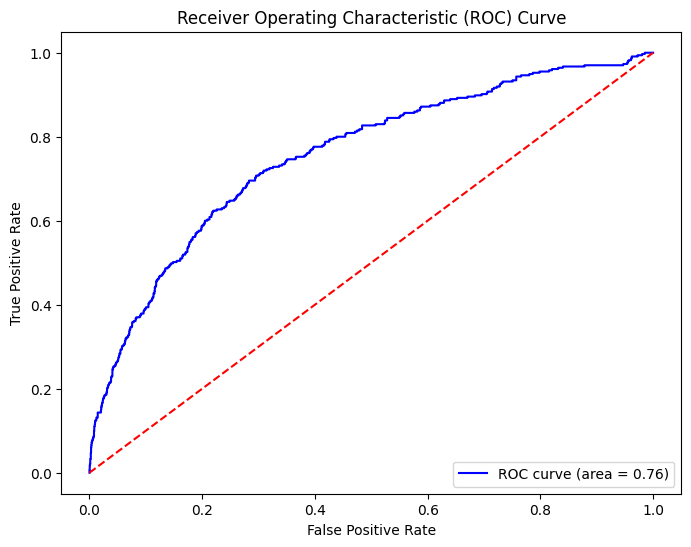 Receiver Operating Characteristic (ROC) Curve
1.0
0.8
0.6
0.4
0.2
0.0
True Positive Rate
ROC curve (area = 0.76)
0.0 0.2 0.4 0.6 0.8 1.0
False Positive Rate